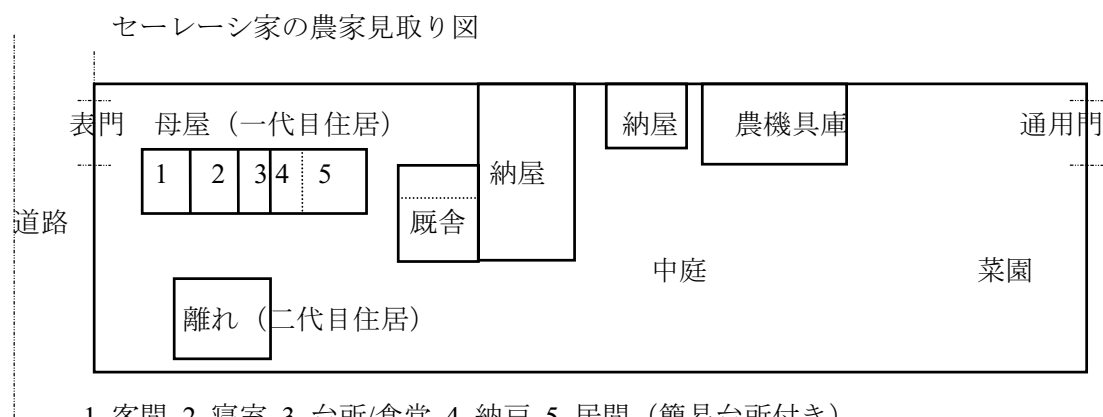 セーレーシ家の農家見取り図
表門 母屋（一代目住居） 納屋 農機具庫 通用門
1 2 3 4 5 納屋
道路 厩舎
中庭 菜園
離れ（二代目住居）
1 客間 2 寝室 3 台所/食堂 4 納戸 5 居間（簡易台所付き）